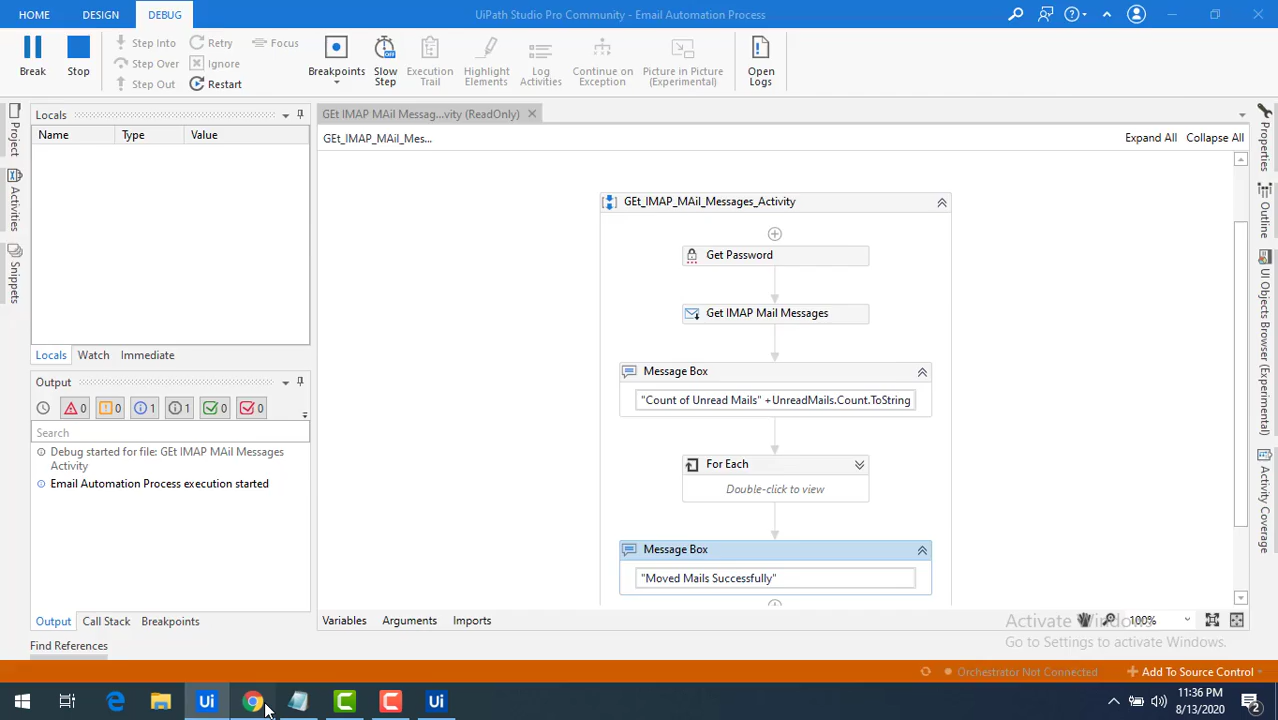 HOME DESIGN DEBUG UiPath Studio Pro Community - Email Automation Process
Break Stop Step Into Step Over Step Out Retry Ignore Restart Focus Breakpoints Slow Step Execution Trail Highlight Elements Log Activities Continue on Exception Picture in Picture (Experimental) Open Logs
Locals
Name Type Value
Locals Watch Immediate
Output
0 0 1 1 0 0
Search
Debug started for file: GEt IMAP MAil Messages
Activity
Email Automation Process execution started
Output Call Stack Breakpoints
Find References
Project
Activities
Snippets
GEt IMAP MAil Messag...vity (ReadOnly)
GEt_IMAP_MAil_Mes... Expand All Collapse All
GEt_IMAP_MAil_Messages_Activity
Get Password
Get IMAP Mail Messages
Message Box
"Count of Unread Mails" +UnreadMails.Count.ToString
For Each
Double-click to view
Message Box
"Moved Mails Successfully"
Variables Arguments Imports 100%
Activate Windows
Go to Settings to activate Windows.
Properties
Outline
UI Objects Browser (Experimental)
Activity Coverage
Orchestrator Not Connected Add To Source Control
Ui Ui
11:36 PM
8/13/2020
2